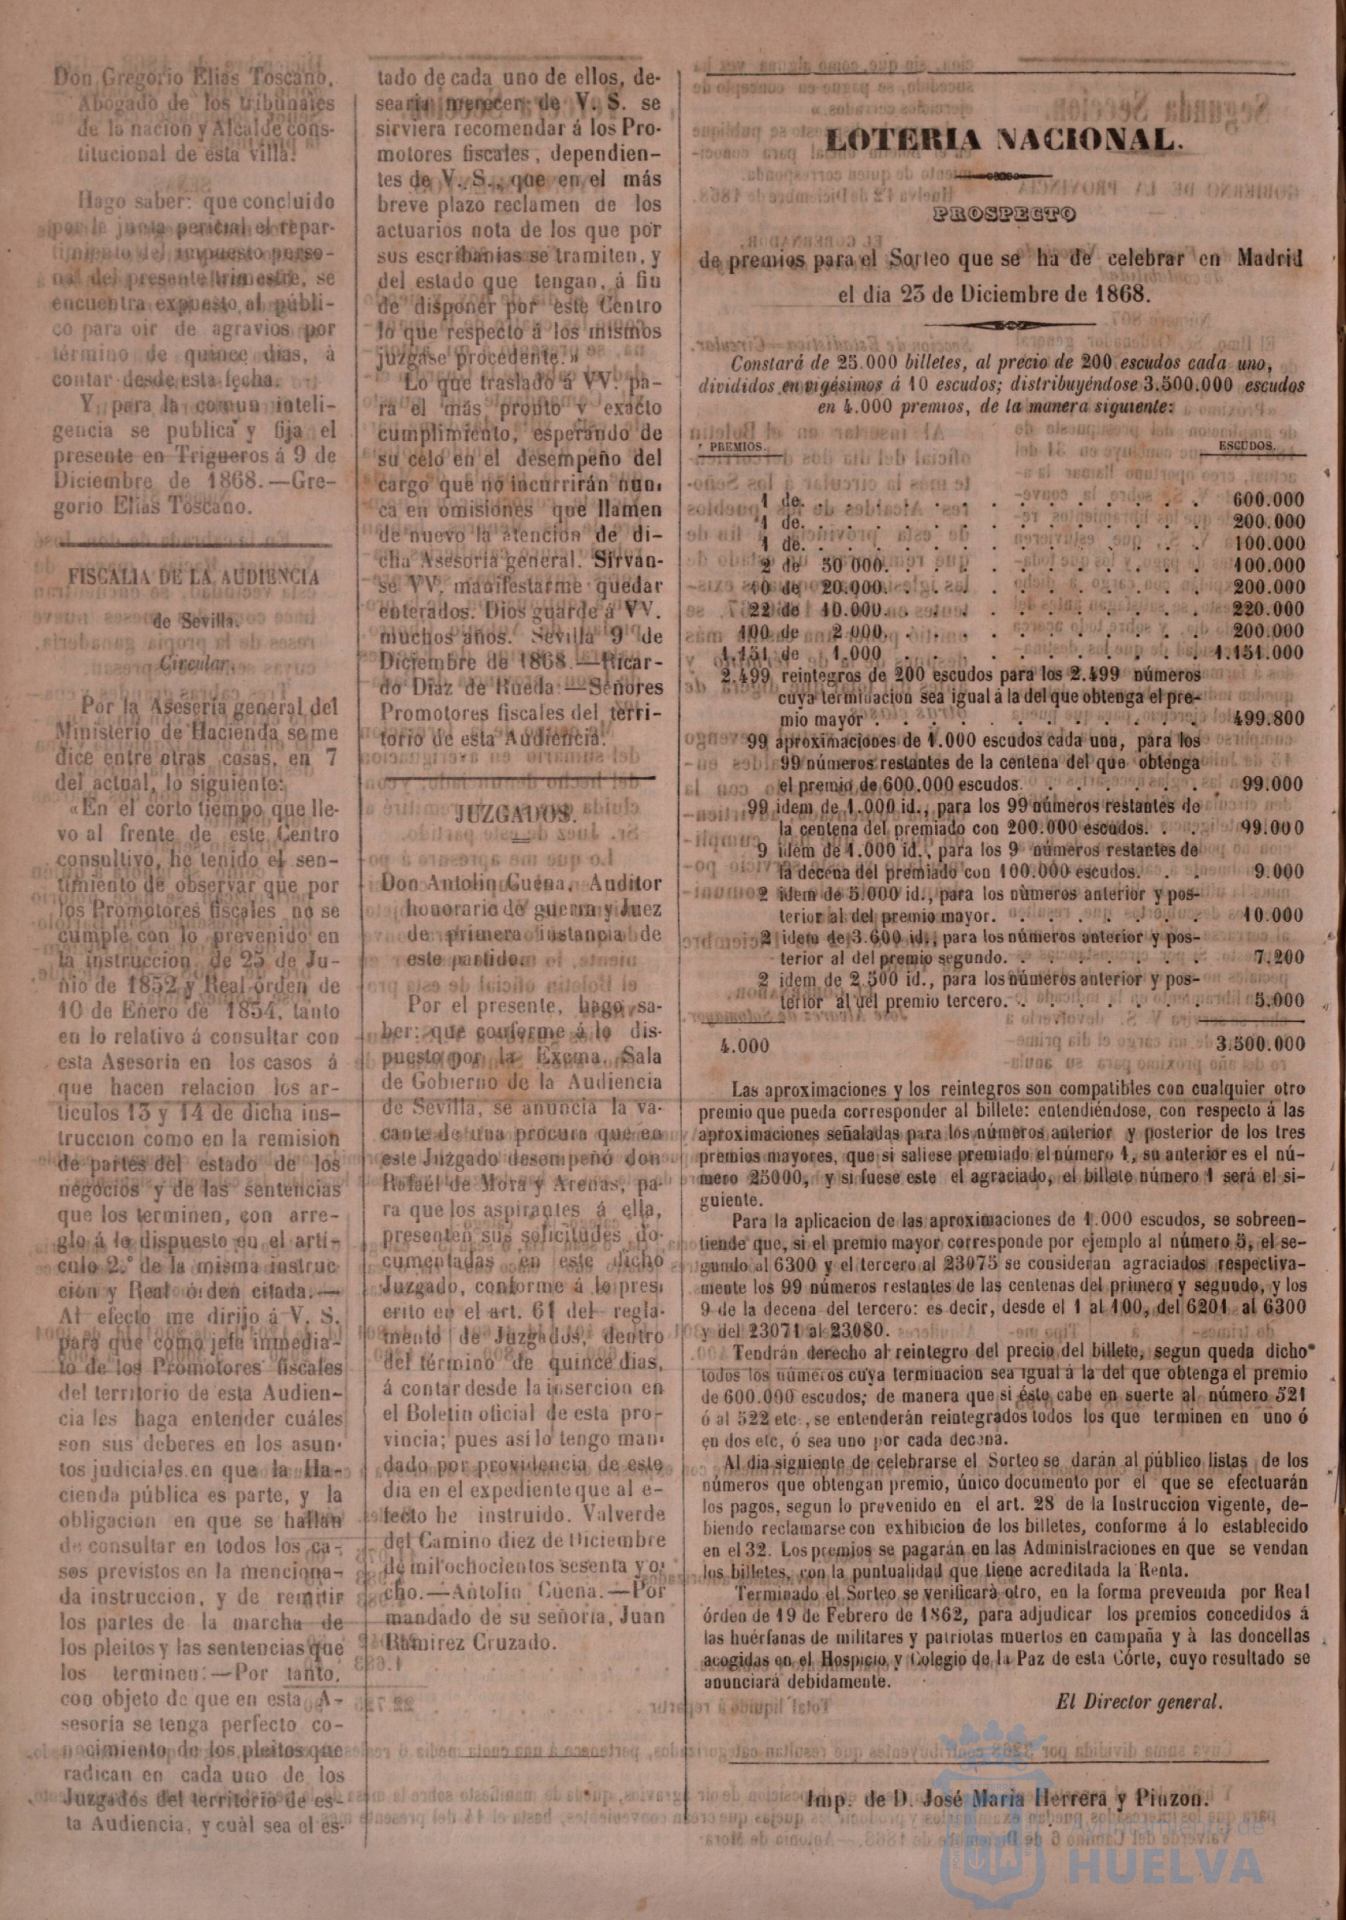 Don Gregorio Elias Toscano,
Abogado de los tribunales
de la nacion y Alcalde cons-
titucional de esta villa.
Hago saber: que concluido
por la junta pericial el repar-
timiento del impuesto perso-
nal del presente trimestre, se
encuentra expuesto al públi-
co para oir de agravios por
término de quince dias, à
contar desde esta fecha.
Y para la comun inteli-
gencia se publica y fija el
presente en Trigueros á 9 de
Diciembre de 1868.—Gre-
gorio Elias Toscano.
FISCALIA DE LA AUDIENCIA
de Sevilla.
Circular.
Por la Asesería general del
Ministerio de Hacienda se me
dice entre otras cosas, en 7
del actual, lo siguiente:
«En el corto tiempo que lle-
vo al frente de este Centro
consultivo, he tenido el sen-
timiento de observar que por
los Promotores fiscales no se
cumple con lo prevenido en
la instruccion de 25 de Ju-
nio de 1852 y Real órden de
10 de Enero de 1854, tanto
en lo relativo á consultar con
esta Asesoría en los casos á
que hacen relacion los ar-
tículos 13 y 14 de dicha ins-
truccion como en la remision
de partes del estado de los
negocios y de las sentencias
que los terminen, con arre-
glo á lo dispuesto en el artí-
culo 2.° de la misma instruc
ción y Real órden citada.—
Al efecto me dirijo á V. S.
para que como jefe inmedia-
to de los Promotores fiscales
del territorio de esta Audien-
cia les haga entender cuáles
son sus deberes en los asun-
tos judiciales en que la Ha-
cienda pública es parte, y la
obligacion en que se hallan
de consultar en todos los ca-
sos previstos en la menciona-
da instruccion, y de remitir
los partes de la marcha de
los pleitos y las sentencias que
los terminen:—Por tanto,
con objeto de que en esta A-
sesoría se tenga perfecto co-
nocimiento de los pleitos que
radican en cada uno de los
Juzgados del territorio de es-
ta Audiencia, y cuál sea el es-
tado de cada uno de ellos, de-
searia merecer de V. S. se
sirviera recomendar á los Pro-
motores fiscales, dependien-
tes de V. S., que en el más
breve plazo reclamen de los
actuarios nota de los que por
sus escribanías se tramiten, y
del estado que tengan, á fin
de disponer por este Centro
lo que respecto á los mismos
juzgase procedente.»
Lo que traslado á VV. pa-
ra el más pronto y exacto
cumplimiento, esperando de
su celo en el desempeño del
cargo que no incurrirán nun-
ca en omisiones que llamen
de nuevo la atencion de di-
cha Asesoría general. Sírvan-
se VV. manifestarme quedar
enterados. Dios guarde á VV.
muchos años. Sevilla 9 de
Diciembre de 1868.—Ricar-
do Diaz de Rueda.—Señores
Promotores fiscales del terri-
torio de esta Audiencia.
JUZGADOS.
Don Antolin Cuéna, Auditor
honorario de guerra y Juez
de primera instancia de
este partido.
Por el presente, hago sa-
ber: que conforme á lo dis-
puesto por la Exema. Sala
de Gobierno de la Audiencia
de Sevilla, se anuncia la va-
cante de una procura que en
este Juzgado desempeñó don
Rafael de Mora y Arenas, pa-
ra que los aspirantes á ella,
presenten sus solicitudes do-
cumentadas en este dicho
Juzgado, conforme á lo pres-
crito en el art. 61 del regla-
mento de Juzgados, dentro
del término de quince dias,
á contar desde la insercion en
el Boletin oficial de esta pro-
vincia; pues así lo tengo man-
dado por providencia de este
dia en el expediente que al e-
fecto he instruido. Valverde
del Camino diez de Diciembre
de mil ochocientos sesenta y o-
cho.—Antolin Cuena.—Por
mandado de su señoría, Juan
Ramirez Cruzado.
LOTERIA NACIONAL.
PROSPECTO
de premios para el Sorteo que se ha de celebrar en Madrid
el dia 23 de Diciembre de 1868.
Constará de 25.000 billetes, al precio de 200 escudos cada uno,
divididos en vigésimos á 10 escudos; distribuyéndose 3.500.000 escudos
en 4.000 premios, de la manera siguiente:
PREMIOS. ESCUDOS.
1 de. . . . . . . . 600.000
1 de. . . . . . . . 200.000
1 de. . . . . . . . 100.000
2 de 50 000. . . . . . . 100.000
10 de 20.000. . . . . . . 200.000
22 de 10.000. . . . . . . 220.000
100 de 2 000. . . . . . . 200.000
1.151 de 1.000 . . . . . . . 1.151.000
2.499 reintegros de 200 escudos para los 2.499 números
cuya terminacion sea igual á la del que obtenga el pre-
mio mayor . . . . . . . 499.800
99 aproximaciones de 1.000 escudos cada una, para los
99 números restantes de la centena del que obtenga
el premio de 600.000 escudos. . . . . 99.000
99 idem de 1.000 id., para los 99 números restantes de
la centena del premiado con 200.000 escudos. . . 99.000
9 idem de 1.000 id., para los 9 números restantes de
la decena del premiado con 100.000 escudos. . . 9.000
2 idem de 5.000 id., para los números anterior y pos-
terior al del premio mayor. . . . . . 10.000
2 idem de 3.600 id., para los números anterior y pos-
terior al del premio segundo. . . . . . 7.200
2 idem de 2.500 id., para los números anterior y pos-
terior al del premio tercero. . . . . . 5.000
4.000 3.500.000
Las aproximaciones y los reintegros son compatibles con cualquier otro
premio que pueda corresponder al billete: entendiéndose, con respecto á las
aproximaciones señaladas para los números anterior y posterior de los tres
premios mayores, que si saliese premiado el número 1, su anterior es el nú-
mero 25000, y si fuese este el agraciado, el billete número 1 será el si-
guiente.
Para la aplicacion de las aproximaciones de 1.000 escudos, se sobreen-
tiende que, si el premio mayor corresponde por ejemplo al número 5, el se-
gundo al 6300 y el tercero al 23075 se consideran agraciados respectiva-
mente los 99 números restantes de las centenas del primero y segundo, y los
9 de la decena del tercero: es decir, desde el 1 al 100, del 6201 al 6300
y del 23071 al 23080.
Tendrán derecho al reintegro del precio del billete, segun queda dicho
todos los números cuya terminacion sea igual á la del que obtenga el premio
de 600.000 escudos; de manera que si éste cabe en suerte al número 521
ó al 522 etc., se entenderán reintegrados todos los que terminen en uno ó
en dos etc, ó sea uno por cada decena.
Al dia siguiente de celebrarse el Sorteo se darán al público listas de los
números que obtengan premio, único documento por el que se efectuarán
los pagos, segun lo prevenido en el art. 28 de la Instruccion vigente, de-
biendo reclamarse con exhibicion de los billetes, conforme á lo establecido
en el 32. Los premios se pagarán en las Administraciones en que se vendan
los billetes, con la puntualidad que tiene acreditada la Renta.
Terminado el Sorteo se verificará otro, en la forma prevenida por Real
órden de 19 de Febrero de 1862, para adjudicar los premios concedidos á
las huérfanas de militares y patriotas muertos en campaña y à las doncellas
acogidas en el Hospicio y Colegio de la Paz de esta Córte, cuyo resultado se
anunciará debidamente.
El Director general.
Imp. de D. José Maria Herrera y Pinzon.
Ayuntamiento de
HUELVA